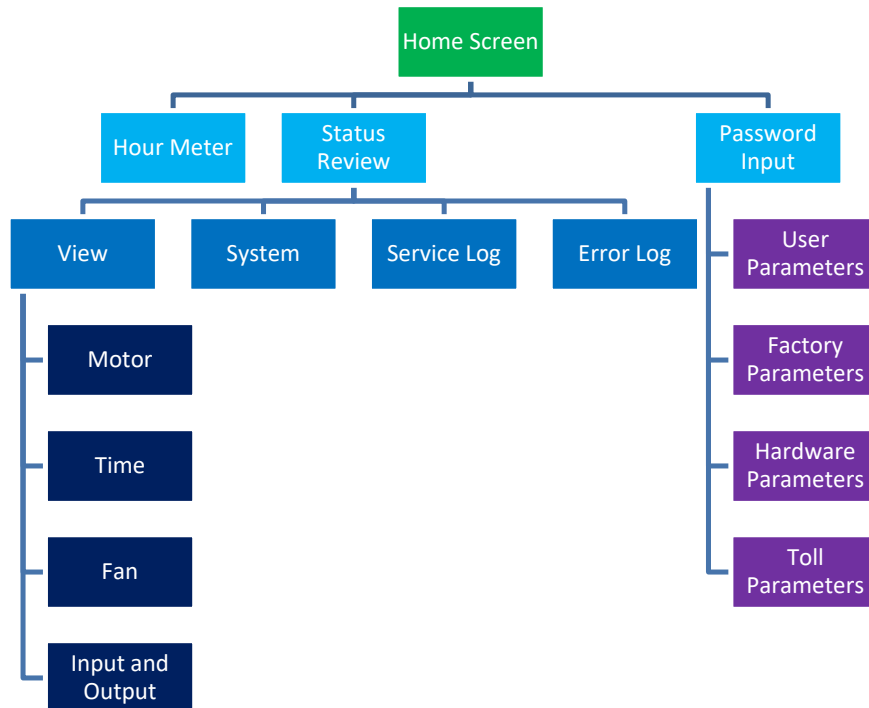 Home Screen
Hour Meter
Status
Review
Password
Input
View
System
Service Log
Error Log
User
Parameters
Motor
Factory
Parameters
Time
Hardware
Parameters
Fan
Toll
Parameters
Input and
Output